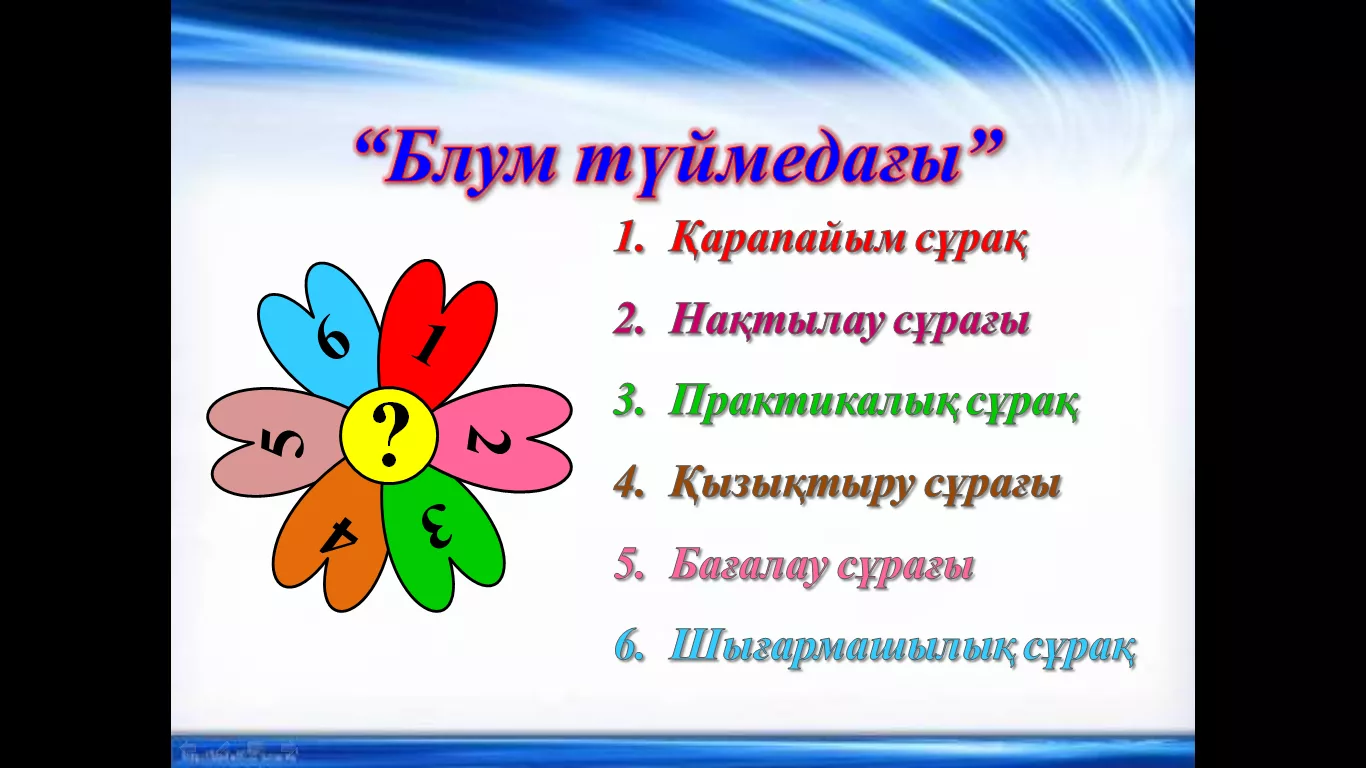 “Блум түймедағы”
1. Қарапайым сұрақ
2. Нақтылау сұрағы
3. Практикалық сұрақ
4. Қызықтыру сұрағы
5. Бағалау сұрағы
6. Шығармашылық сұрақ
6
1
5
?
2
4
3